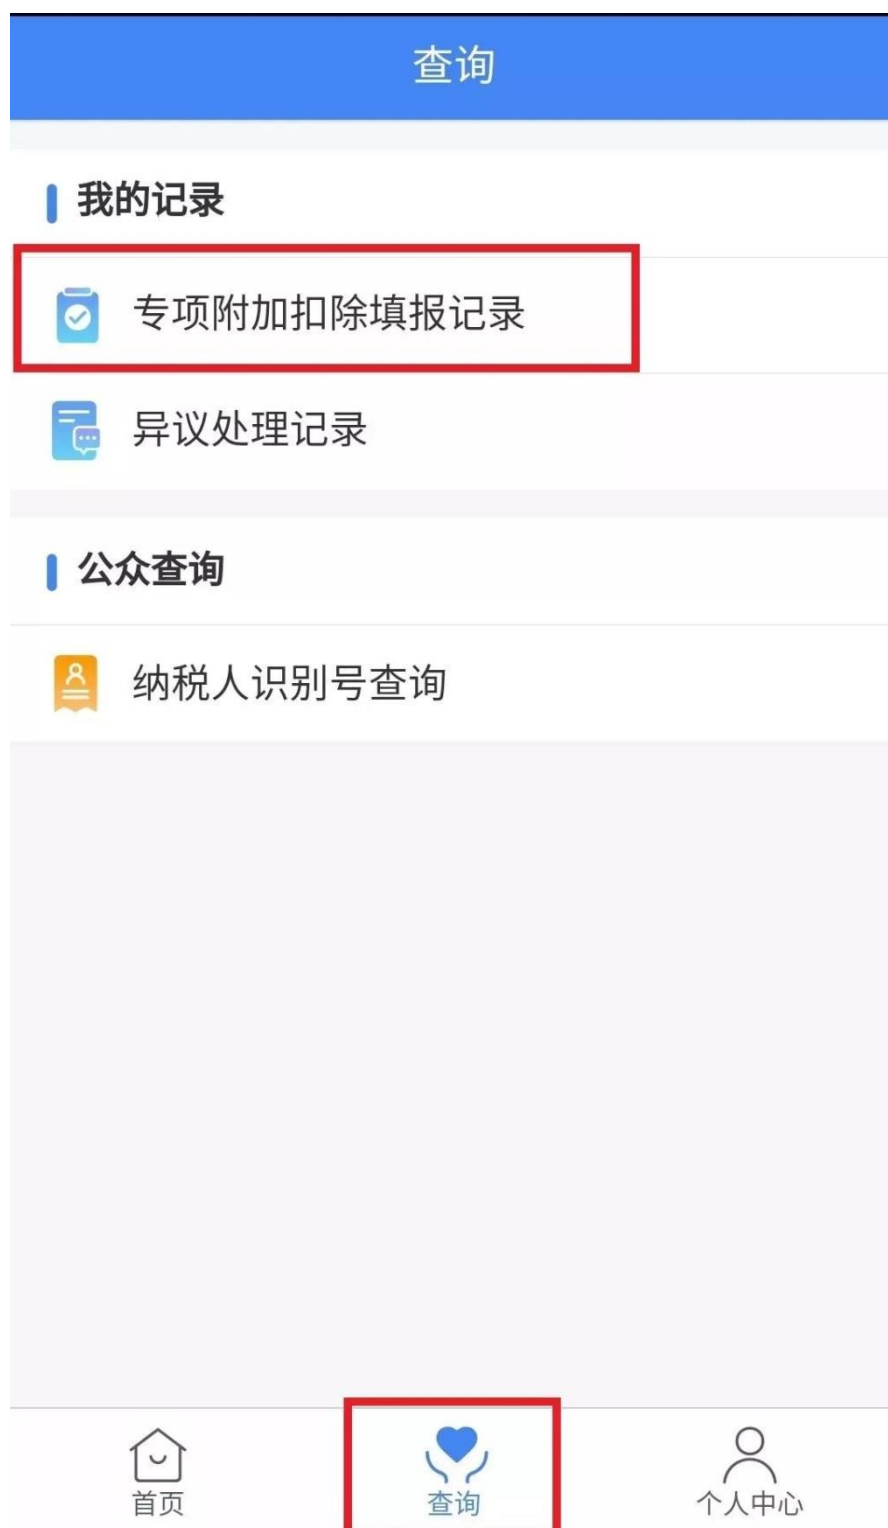 查询
我的记录
专项附加扣除填报记录
异议处理记录
公众查询
纳税人识别号查询
首页
查询
个人中心